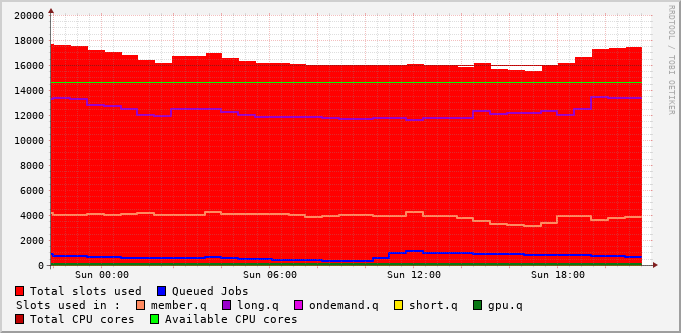 20000
18000
16000
14000
12000
10000
8000
6000
4000
2000
0
Sun 00:00 Sun 06:00 Sun 12:00 Sun 18:00
RRDTOOL / TOBI OETIKER
Total slots used Queued Jobs
Slots used in : member.q long.q ondemand.q short.q gpu.q
Total CPU cores Available CPU cores